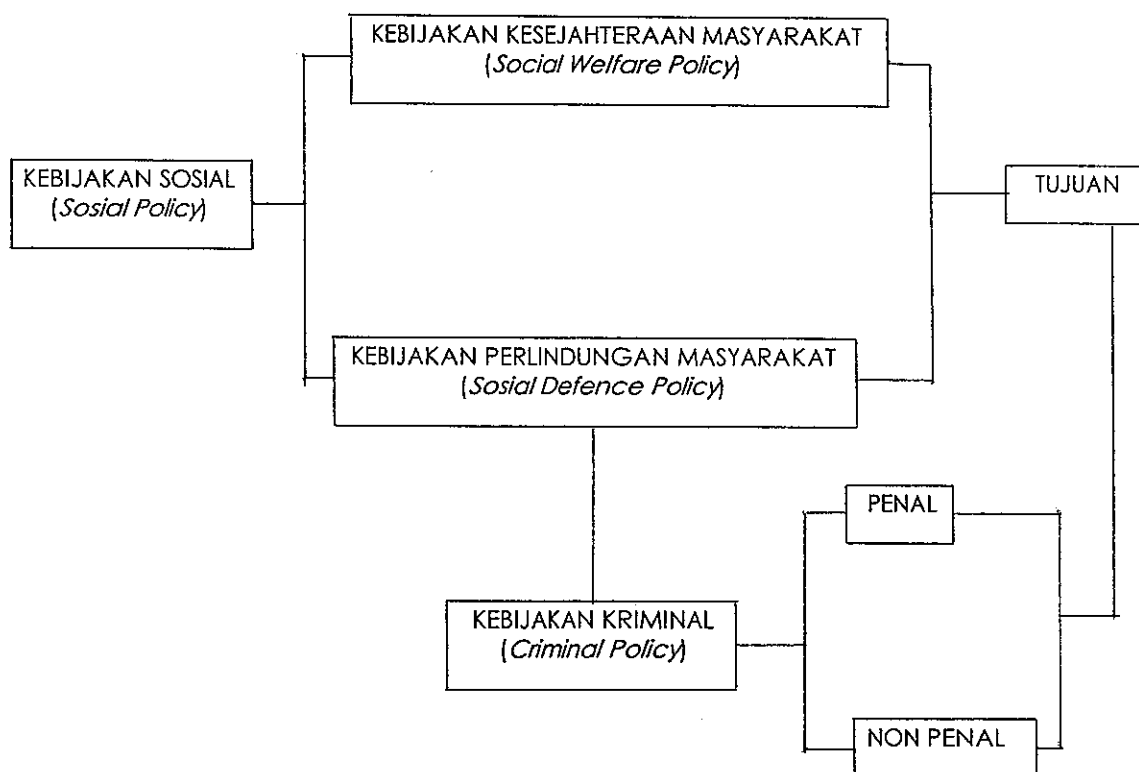 KEBIJAKAN KESEJAHTERAAN MASYARAKAT
(Social Welfare Policy)
KEBIJAKAN SOSIAL
(Sosial Policy)
TUJUAN
KEBIJAKAN PERLINDUNGAN MASYARAKAT
(Sosial Defence Policy)
PENAL
KEBIJAKAN KRIMINAL
(Criminal Policy)
NON PENAL